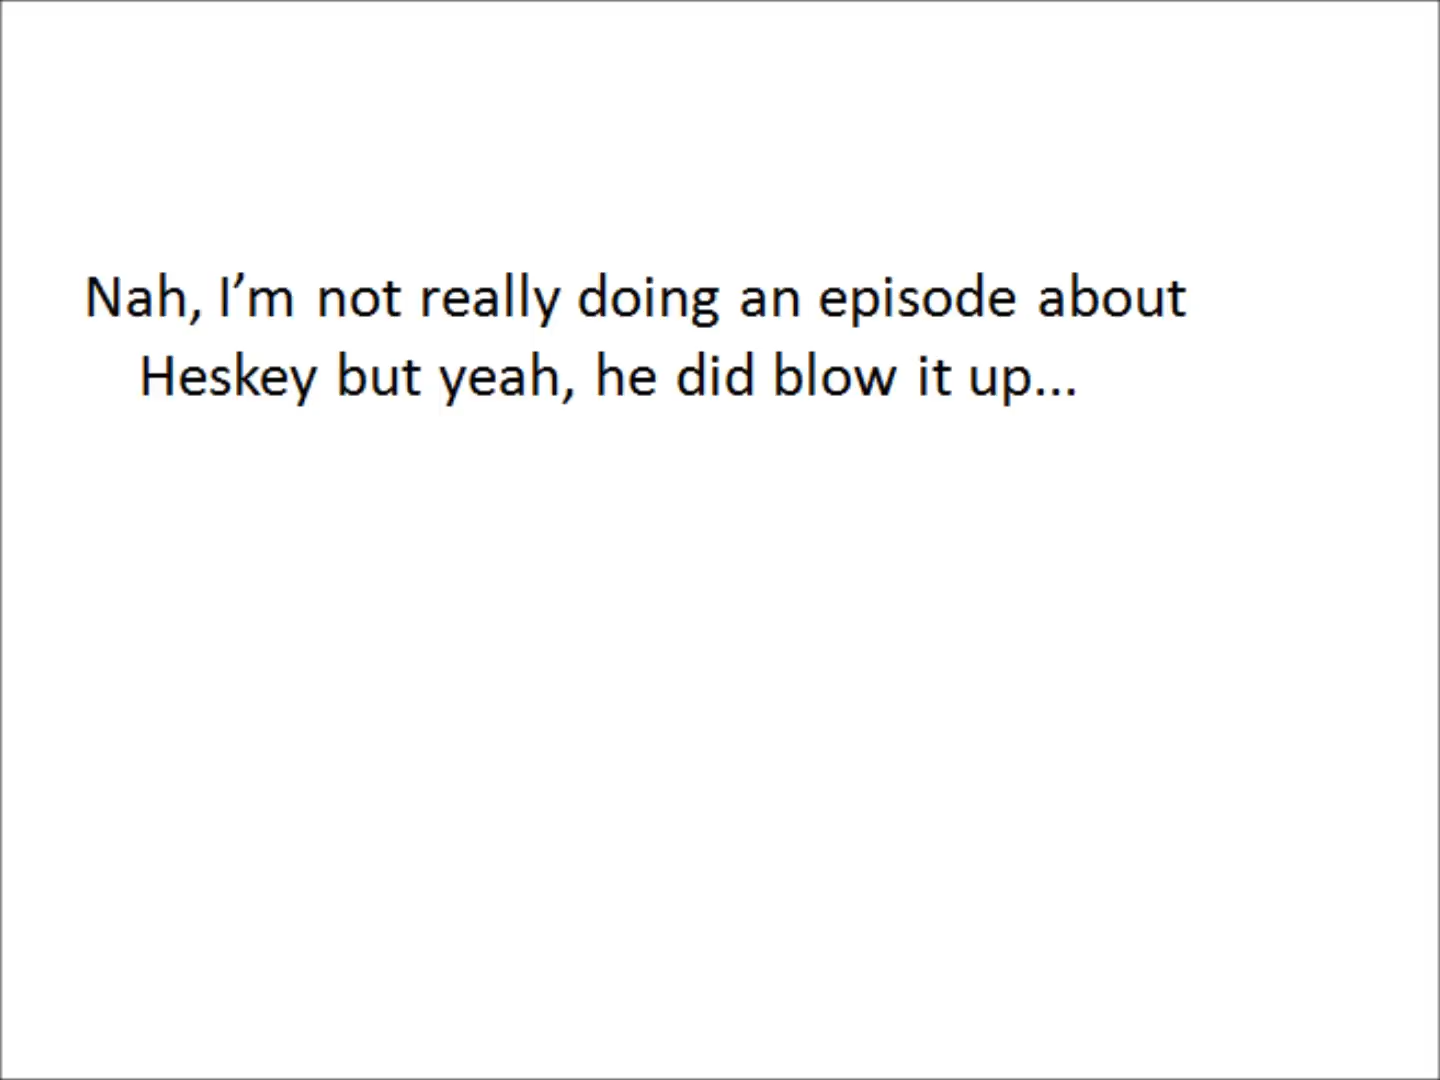 Nah, I’m not really doing an episode about
Heskey but yeah, he did blow it up...